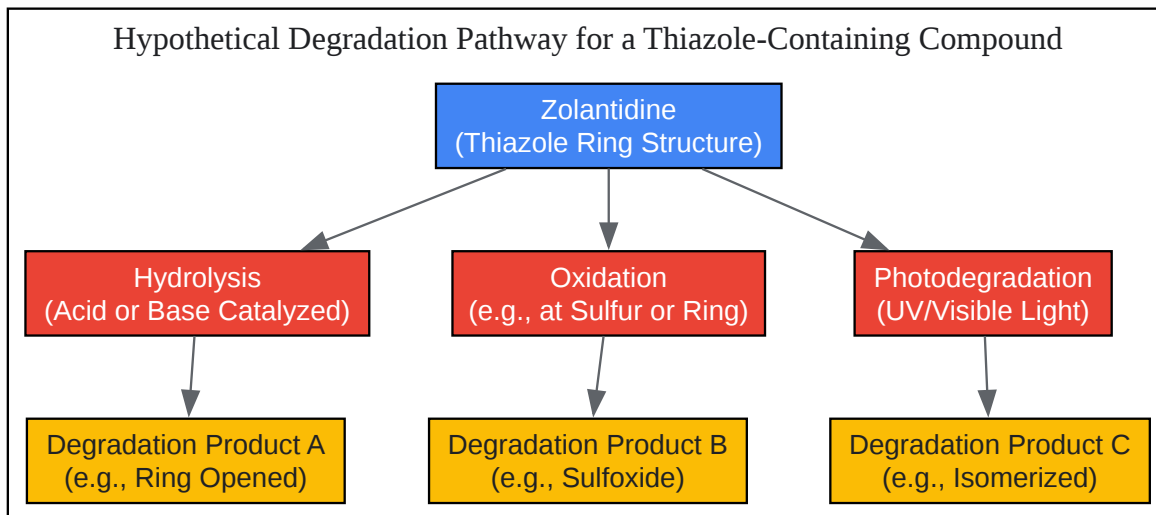 Hypothetical Degradation Pathway for a Thiazole-Containing Compound
Zolantidine
(Thiazole Ring Structure)
Hydrolysis
(Acid or Base Catalyzed)
Oxidation
(e.g., at Sulfur or Ring)
Photodegradation
(UV/Visible Light)
Degradation Product A
(e.g., Ring Opened)
Degradation Product B
(e.g., Sulfoxide)
Degradation Product C
(e.g., Isomerized)